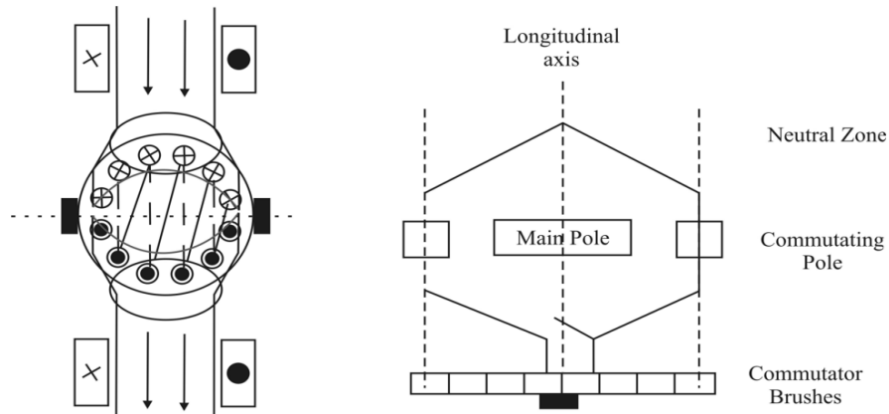 Longitudinal
axis
Neutral Zone
Main Pole
Commutating
Pole
Commutator
Brushes